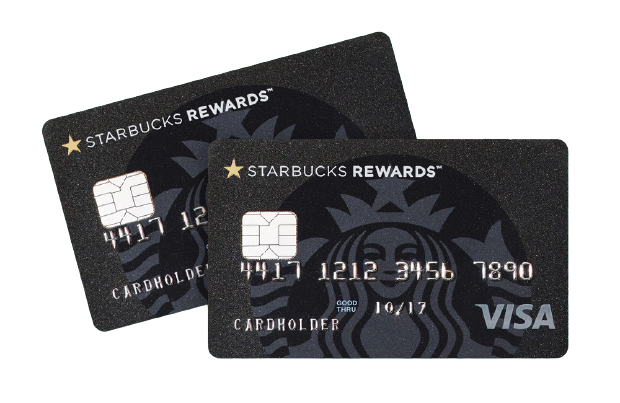 ★ STARBUCKS REWARDS™
4417 12
CARDHOLDER
★ STARBUCKS REWARDS™
4417 1212 3456 7890
GOOD THRU 10/17
CARDHOLDER
VISA